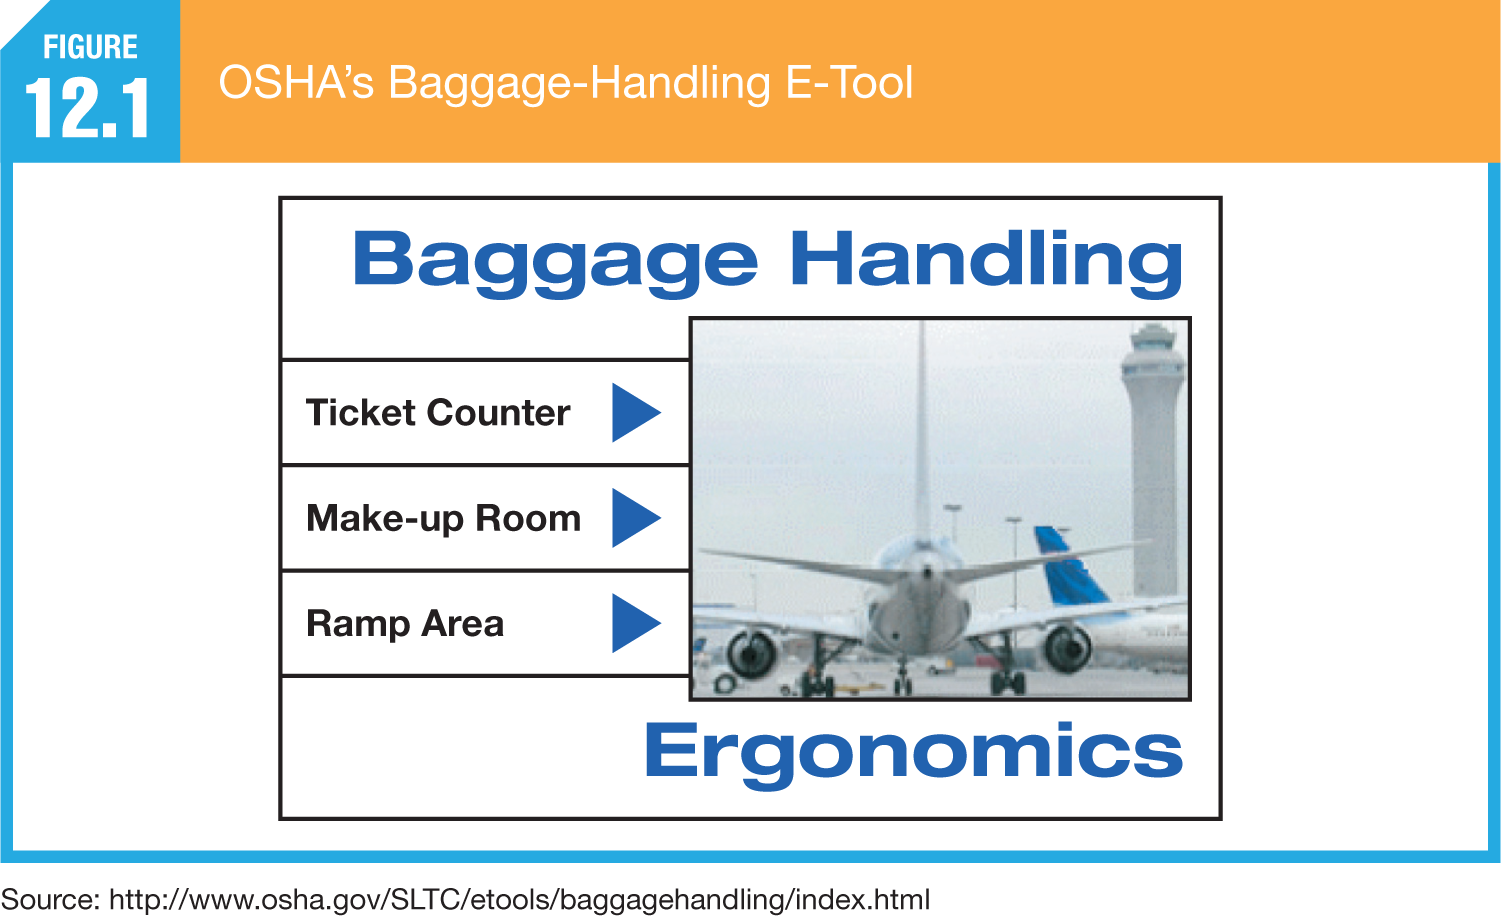 FIGURE
12.1
OSHA’s Baggage-Handling E-Tool
Baggage Handling
Ticket Counter
Make-up Room
Ramp Area
Ergonomics
Source: http://www.osha.gov/SLTC/etools/baggagehandling/index.html